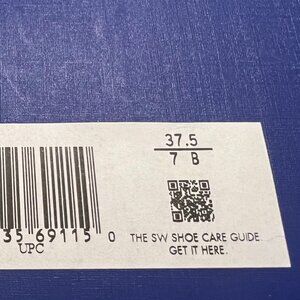 37.5
7 B
35 69115 0
UPC
THE SW SHOE CARE GUIDE.
GET IT HERE.